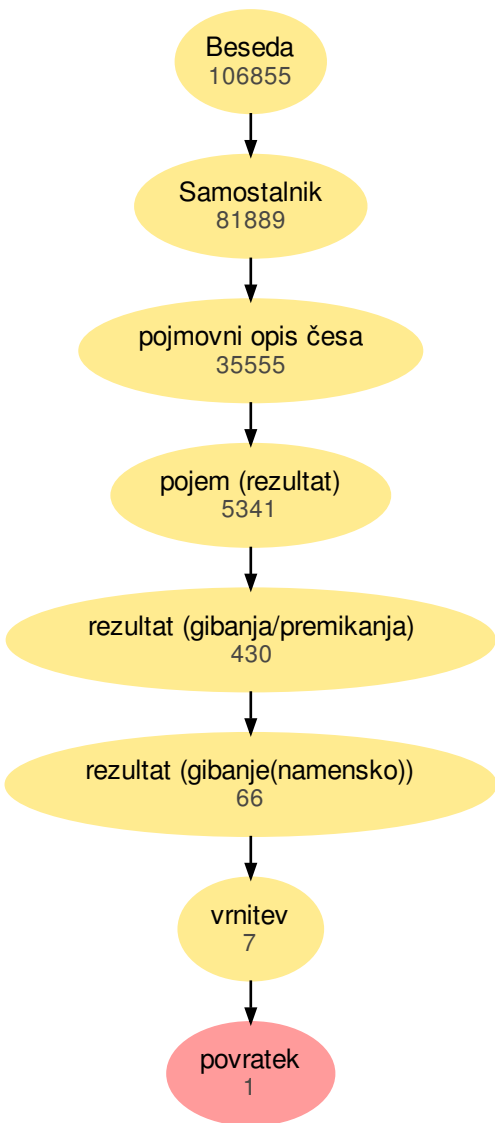 Beseda
106855
Samostalnik
81889
pojmovni opis česa
35555
pojem (rezultat)
5341
rezultat (gibanja/premikanja)
430
rezultat (gibanje(namensko))
66
vrnitev
7
povratek
1